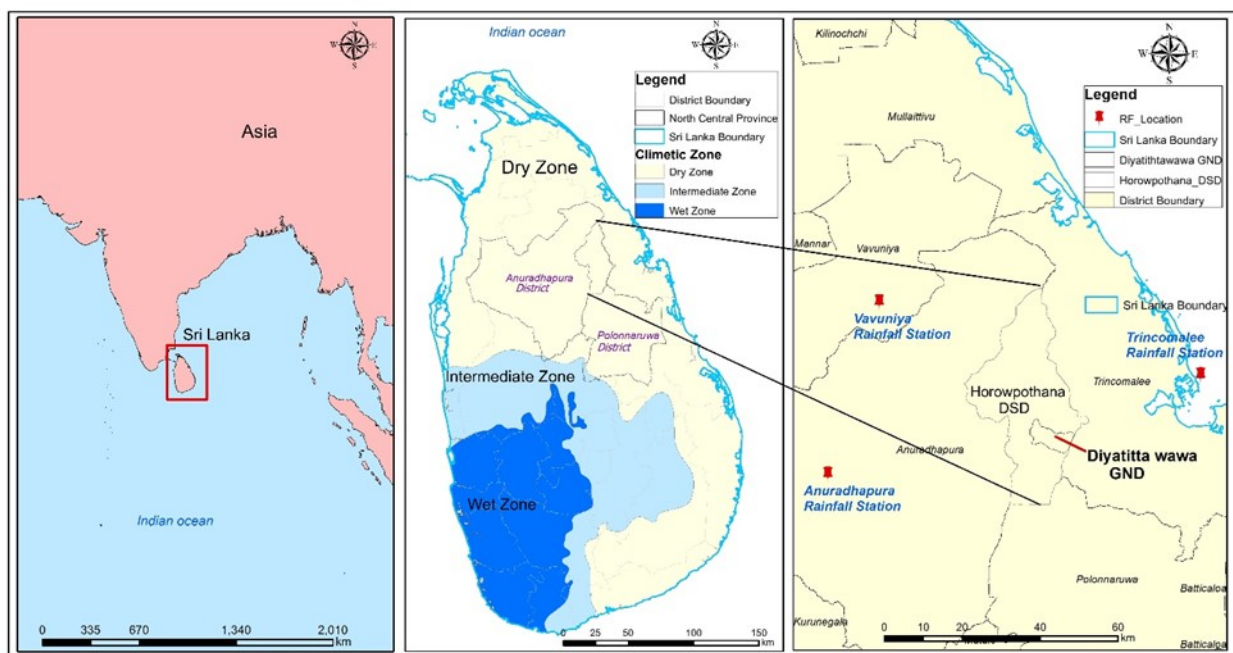 N
W E
S
Asia
Sri Lanka
Indian ocean
0 335 670 1,340 2,010
km
Indian ocean
N
W E
S
Legend
District Boundary
North Central Province
Sri Lanka Boundary
Climetic Zone
Dry Zone
Intermediate Zone
Wet Zone
Dry Zone
Anuradhapura
District
Polonnaruwa
District
Intermediate Zone
Wet Zone
0 25 50 100 150
km
Kilinochchi
N
W E
S
Legend
RF_Location
Sri Lanka Boundary
Diyatithtawawa GND
Horowpothana_DSD
District Boundary
Mullaittivu
Mannar
Vavuniya
Vavuniya
Rainfall Station
Sri Lanka Boundary
Trincomalee
Rainfall Station
Trincomalee
Horowpothana
DSD
Anuradhapura
Diyatitta wawa
GND
Anuradhapura
Rainfall Station
Polonnaruwa
Batticaloa
Kurunegala
0 20 40 60
km
Batticaloa